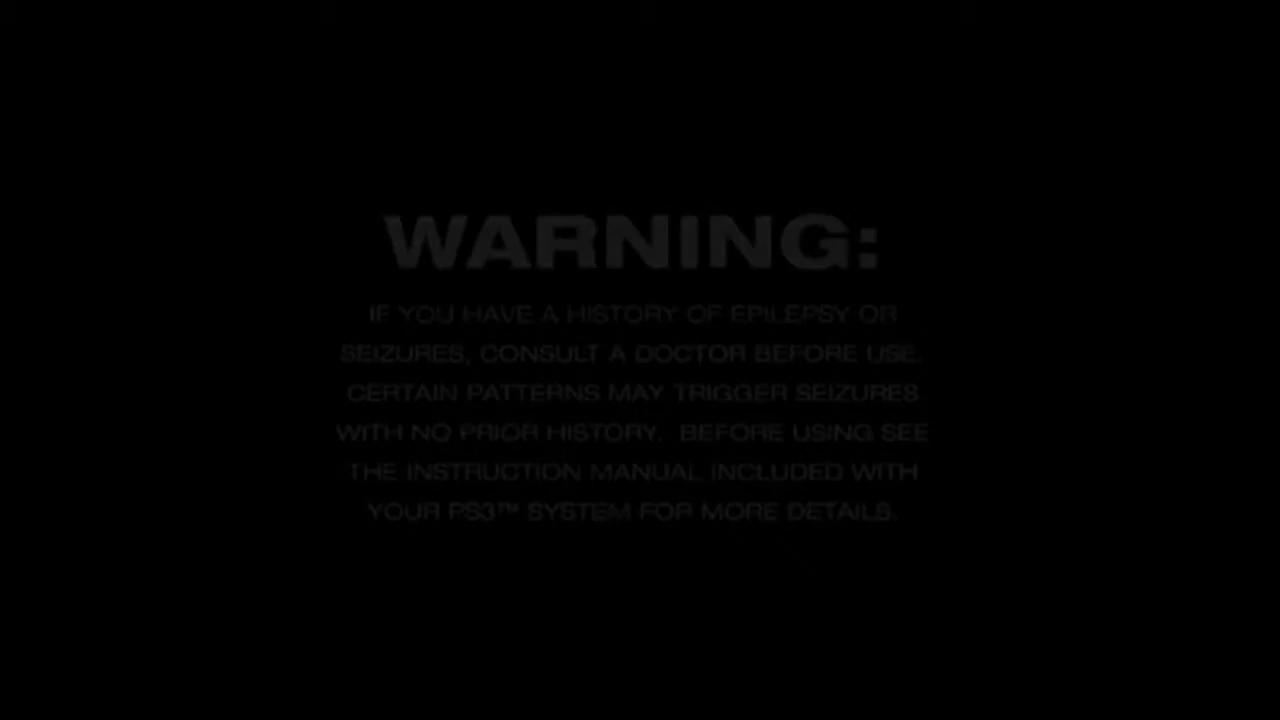 WARNING:
IF YOU HAVE A HISTORY OF EPILEPSY OR
SEIZURES, CONSULT A DOCTOR BEFORE USE.
CERTAIN PATTERNS MAY TRIGGER SEIZURES
WITH NO PRIOR HISTORY. BEFORE USING SEE
THE INSTRUCTION MANUAL INCLUDED WITH
YOUR PS3™ SYSTEM FOR MORE DETAILS.